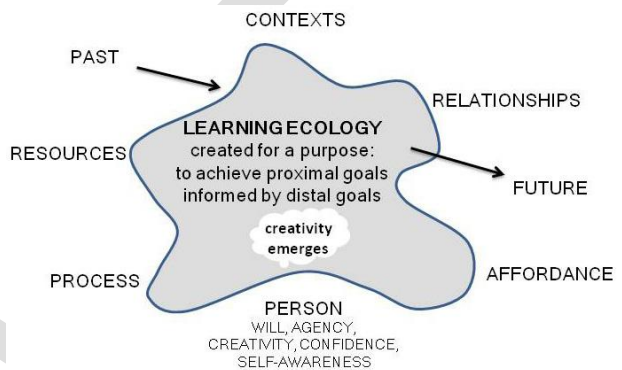 CONTEXTS
PAST
RELATIONSHIPS
LEARNING ECOLOGY
created for a purpose:
to achieve proximal goals
informed by distal goals
RESOURCES
FUTURE
creativity
emerges
PROCESS
AFFORDANCE
PERSON
WILL, AGENCY,
CREATIVITY, CONFIDENCE,
SELF-AWARENESS